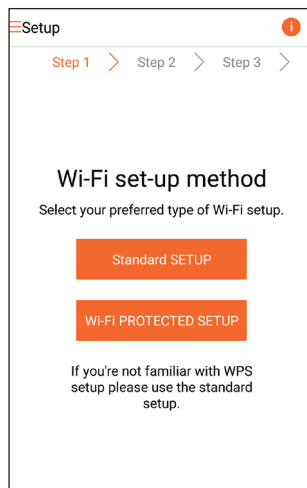 Setup
i
Step 1 Step 2 Step 3
Wi-Fi set-up method
Select your preferred type of Wi-Fi setup.
Standard SETUP
Wi-Fi PROTECTED SETUP
If you're not familiar with WPS
setup please use the standard
setup.